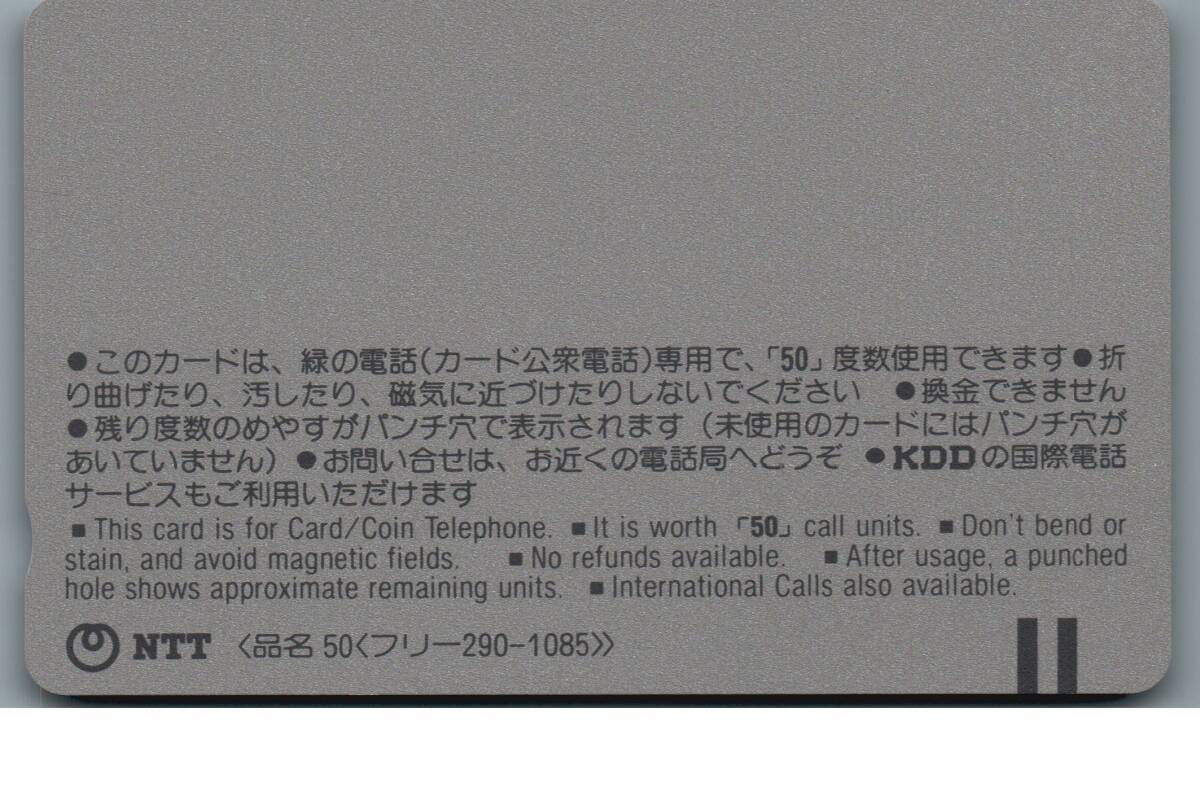 ●このカードは、緑の電話(カード公衆電話)専用で、「50」度数使用できます●折
り曲げたり、汚したり、磁気に近づけたりしないでください ●換金できません
●残り度数のめやすがパンチ穴で表示されます(未使用のカードにはパンチ穴が
あいていません)●お問い合せは、お近くの電話局へどうぞ ●KDDの国際電話
サービスもご利用いただけます
■This card is for Card/Coin Telephone. ■It is worth 「50」 call units. ■Don't bend or
stain, and avoid magnetic fields. ■No refunds available. ■After usage, a punched
hole shows approximate remaining units. ■International Calls also available.
NTT 〈品名 50〈フリー290-1085〉〉